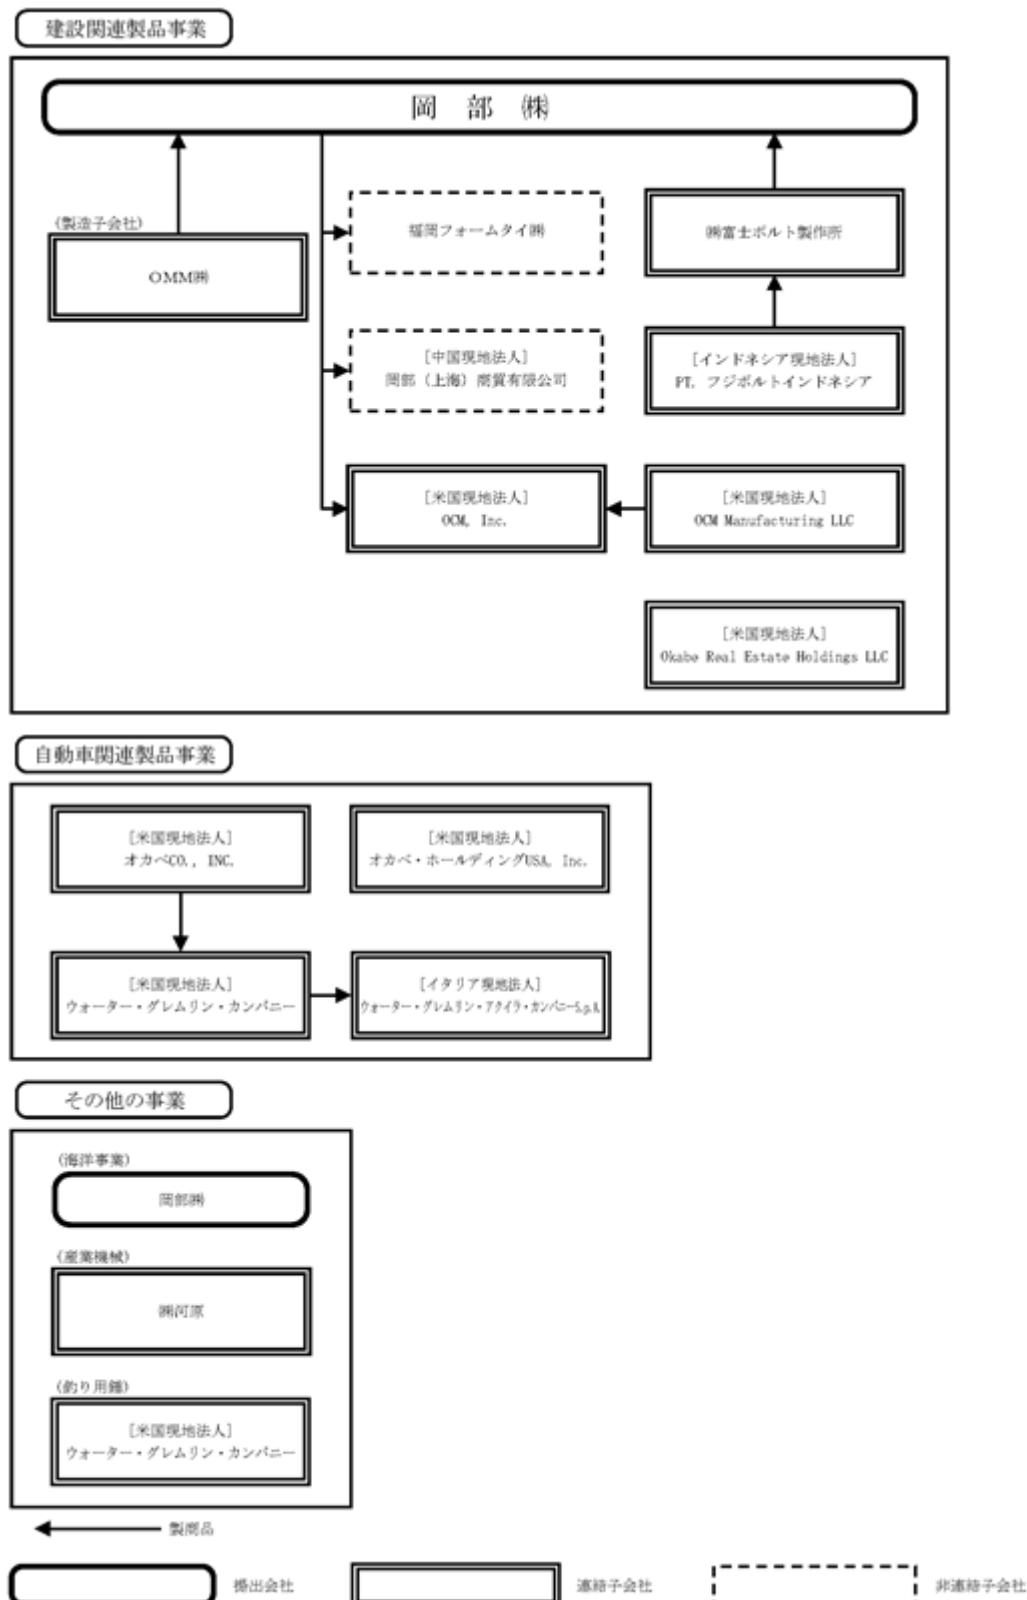 建設関連製品事業
岡部㈱
(製造子会社)
OMM㈱
福岡フォームタイ㈱
㈱富士ボルト製作所
[中国現地法人]
岡部（上海）商貿有限公司
[インドネシア現地法人]
PT. フジボルトインドネシア
[米国現地法人]
OCM, Inc.
[米国現地法人]
OCM Manufacturing LLC
[米国現地法人]
Okabe Real Estate Holdings LLC
自動車関連製品事業
[米国現地法人]
オカベCO., INC.
[米国現地法人]
オカベ・ホールディングUSA, Inc.
[米国現地法人]
ウォーター・グレムリン・カンパニー
[イタリア現地法人]
ウォーター・グレムリン・アクイラ・カンパニーS.p.A.
その他の事業
(海洋事業)
岡部㈱
(産業機械)
㈱河原
(釣り用錘)
[米国現地法人]
ウォーター・グレムリン・カンパニー
製商品
提出会社
連結子会社
非連結子会社